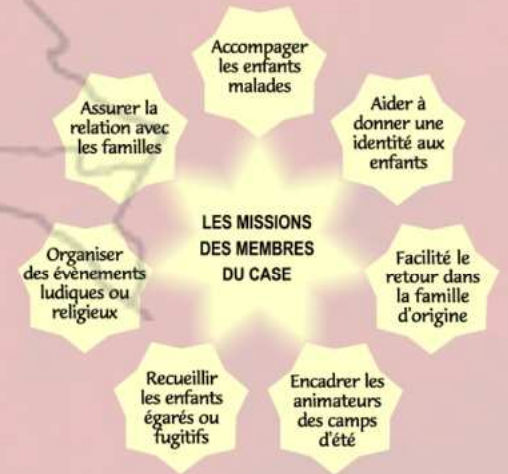 Accompager
les enfants
malades
Assurer la
relation avec
les familles
Aider à
donner une
identité aux
enfants
LES MISSIONS
DES MEMBRES
DU CASE
Organiser
des évènements
ludiques ou
religieux
Facilité le
retour dans
la famille
d'origine
Recueillir
les enfants
égarés ou
fugitifs
Encadrer les
animateurs
des camps
d'été